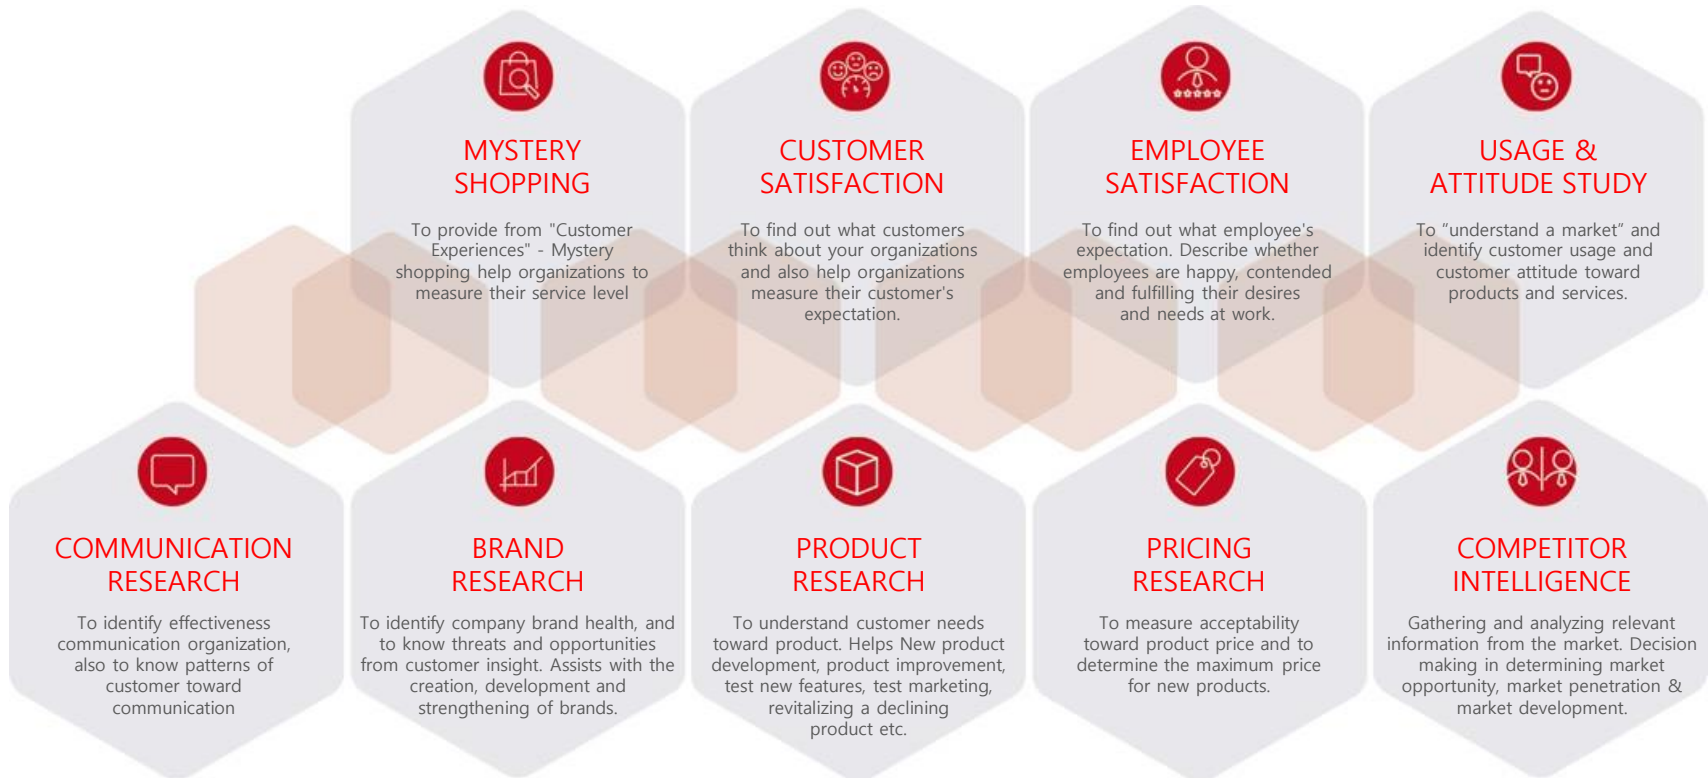 MYSTERY
SHOPPING
To provide from "Customer
Experiences" - Mystery
shopping help organizations to
measure their service level
CUSTOMER
SATISFACTION
To find out what customers
think about your organizations
and also help organizations
measure their customer's
expectation.
EMPLOYEE
SATISFACTION
To find out what employee's
expectation. Describe whether
employees are happy, contended
and fulfilling their desires
and needs at work.
USAGE &
ATTITUDE STUDY
To “understand a market” and
identify customer usage and
customer attitude toward
products and services.
COMMUNICATION
RESEARCH
To identify effectiveness
communication organization,
also to know patterns of
customer toward
communication
BRAND
RESEARCH
To identify company brand health, and
to know threats and opportunities
from customer insight. Assists with the
creation, development and
strengthening of brands.
PRODUCT
RESEARCH
To understand customer needs
toward product. Helps New product
development, product improvement,
test new features, test marketing,
revitalizing a declining
product etc.
PRICING
RESEARCH
To measure acceptability
toward product price and to
determine the maximum price
for new products.
COMPETITOR
INTELLIGENCE
Gathering and analyzing relevant
information from the market. Decision
making in determining market
opportunity, market penetration &
market development.